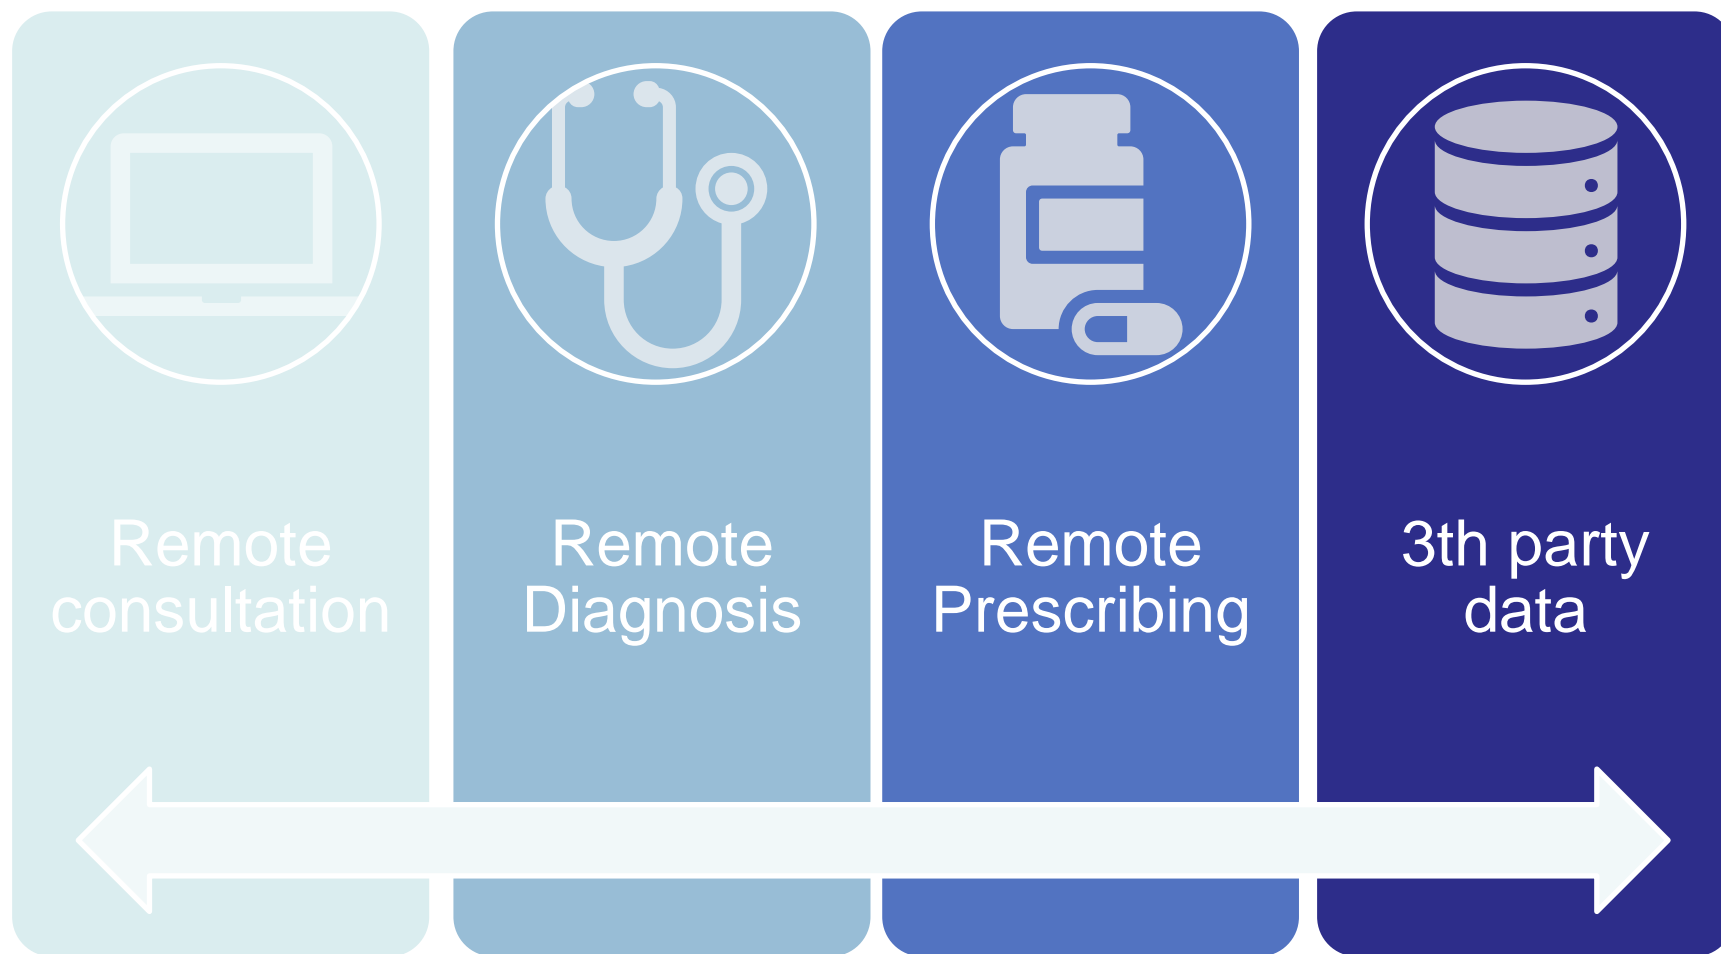 Remote
consultation
Remote
Diagnosis
Remote
Prescribing
3th party
data